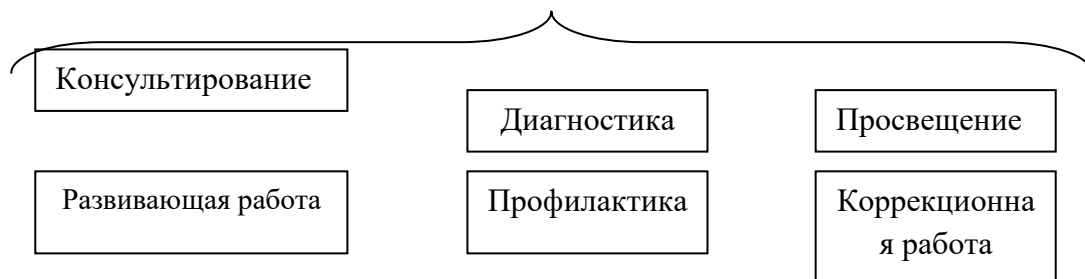 Консультирование
Диагностика
Просвещение
Развивающая работа
Профилактика
Коррекционна
я работа